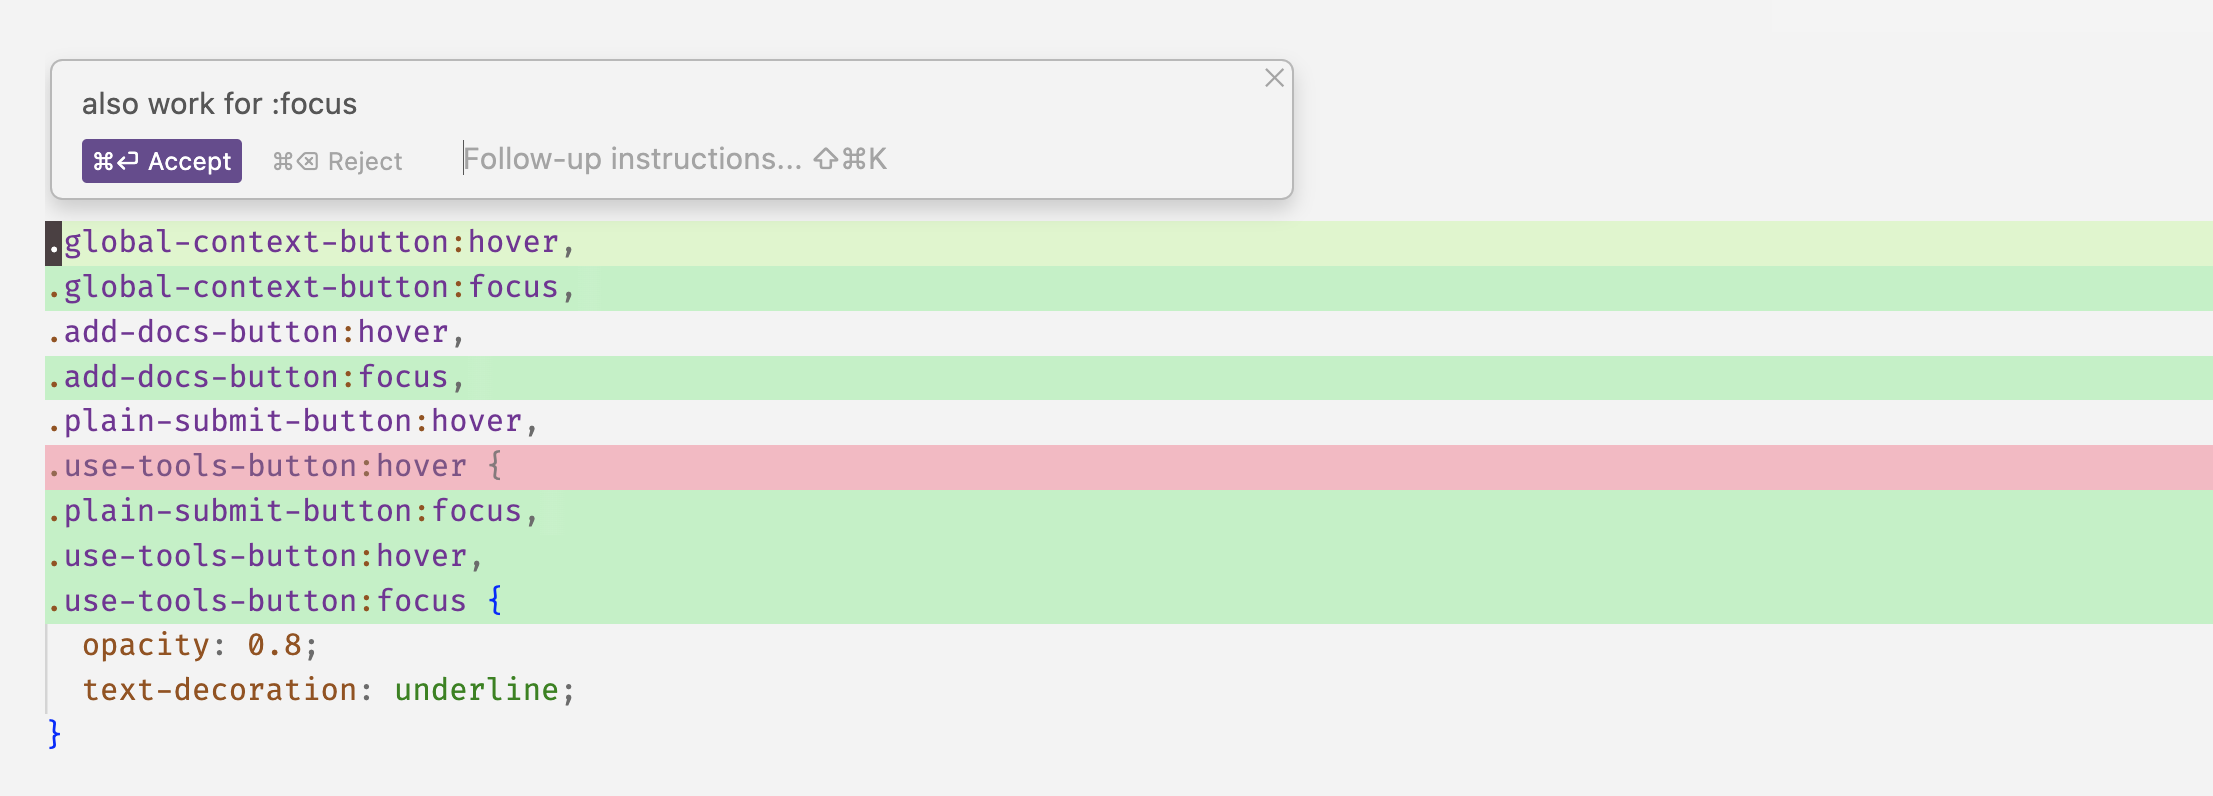 also work for :focus
⌘⏎ Accept ⌘⌫ Reject Follow-up instructions... ⇧⌘K
.global-context-button:hover,
.global-context-button:focus,
.add-docs-button:hover,
.add-docs-button:focus,
.plain-submit-button:hover,
.use-tools-button:hover {
.plain-submit-button:focus,
.use-tools-button:hover,
.use-tools-button:focus {
  opacity: 0.8;
  text-decoration: underline;
}